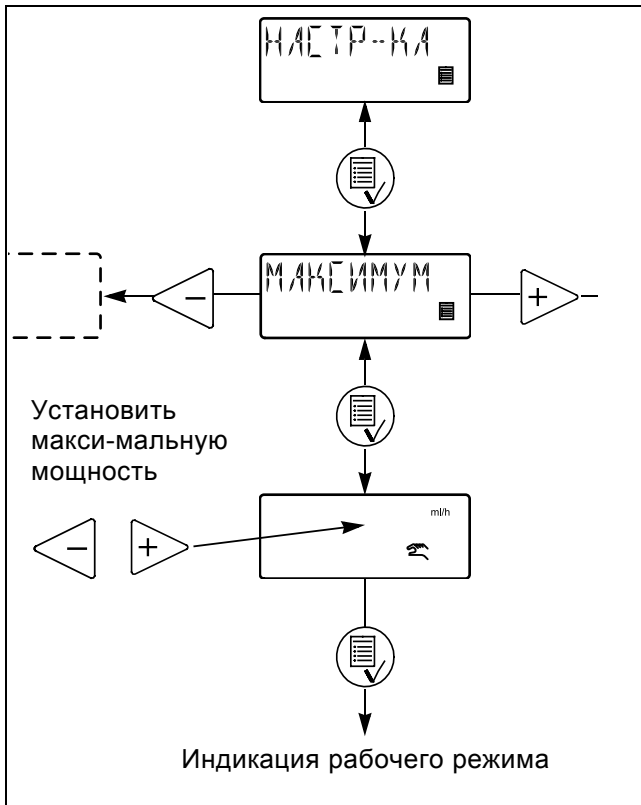 НАСТР-КА
МАКСИМУМ
Установить
макси-мальную
мощность
ml/h
Индикация рабочего режима